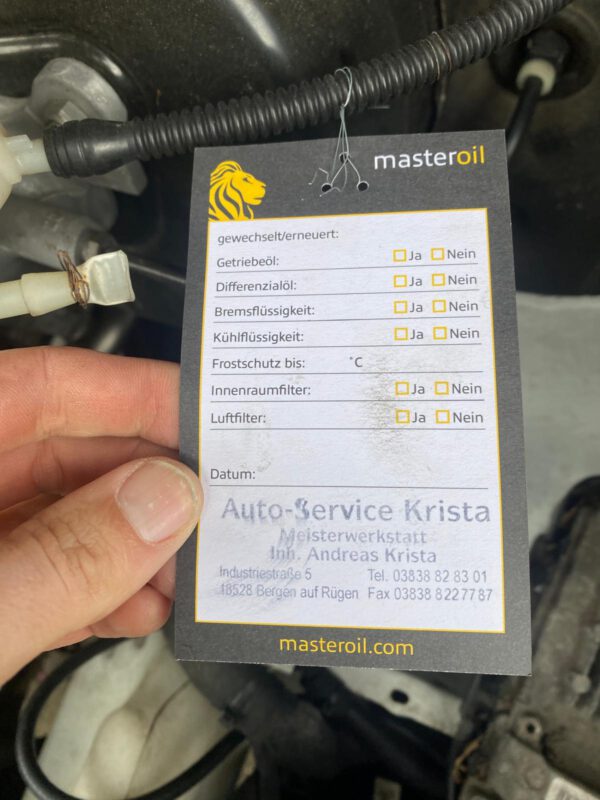 masteroil
gewechselt/erneuert:
Getriebeöl: Ja Nein
Differenzialöl: Ja Nein
Bremsflüssigkeit: Ja Nein
Kühlflüssigkeit: Ja Nein
Frostschutz bis: °C
Innenraumfilter: Ja Nein
Luftfilter: Ja Nein
Datum:
Auto-Service Krista
Meisterwerkstatt
Inh. Andreas Krista
Industriestraße 5 Tel. 03838 82 83 01
18528 Bergen auf Rügen Fax 03838 8227787
masteroil.com